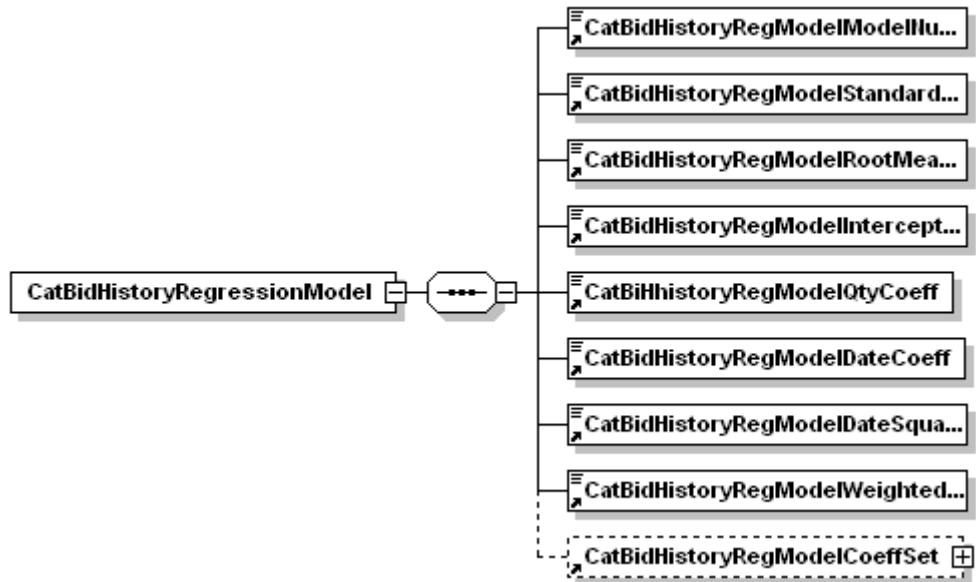 CatBidHistoryRegModelModelNu...
CatBidHistoryRegModelStandard...
CatBidHistoryRegModelRootMea...
CatBidHistoryRegModelIntercept...
CatBidHistoryRegressionModel
CatBiHhistoryRegModelQtyCoeff
CatBidHistoryRegModelDateCoeff
CatBidHistoryRegModelDateSqua...
CatBidHistoryRegModelWeighted...
CatBidHistoryRegModelCoeffSet